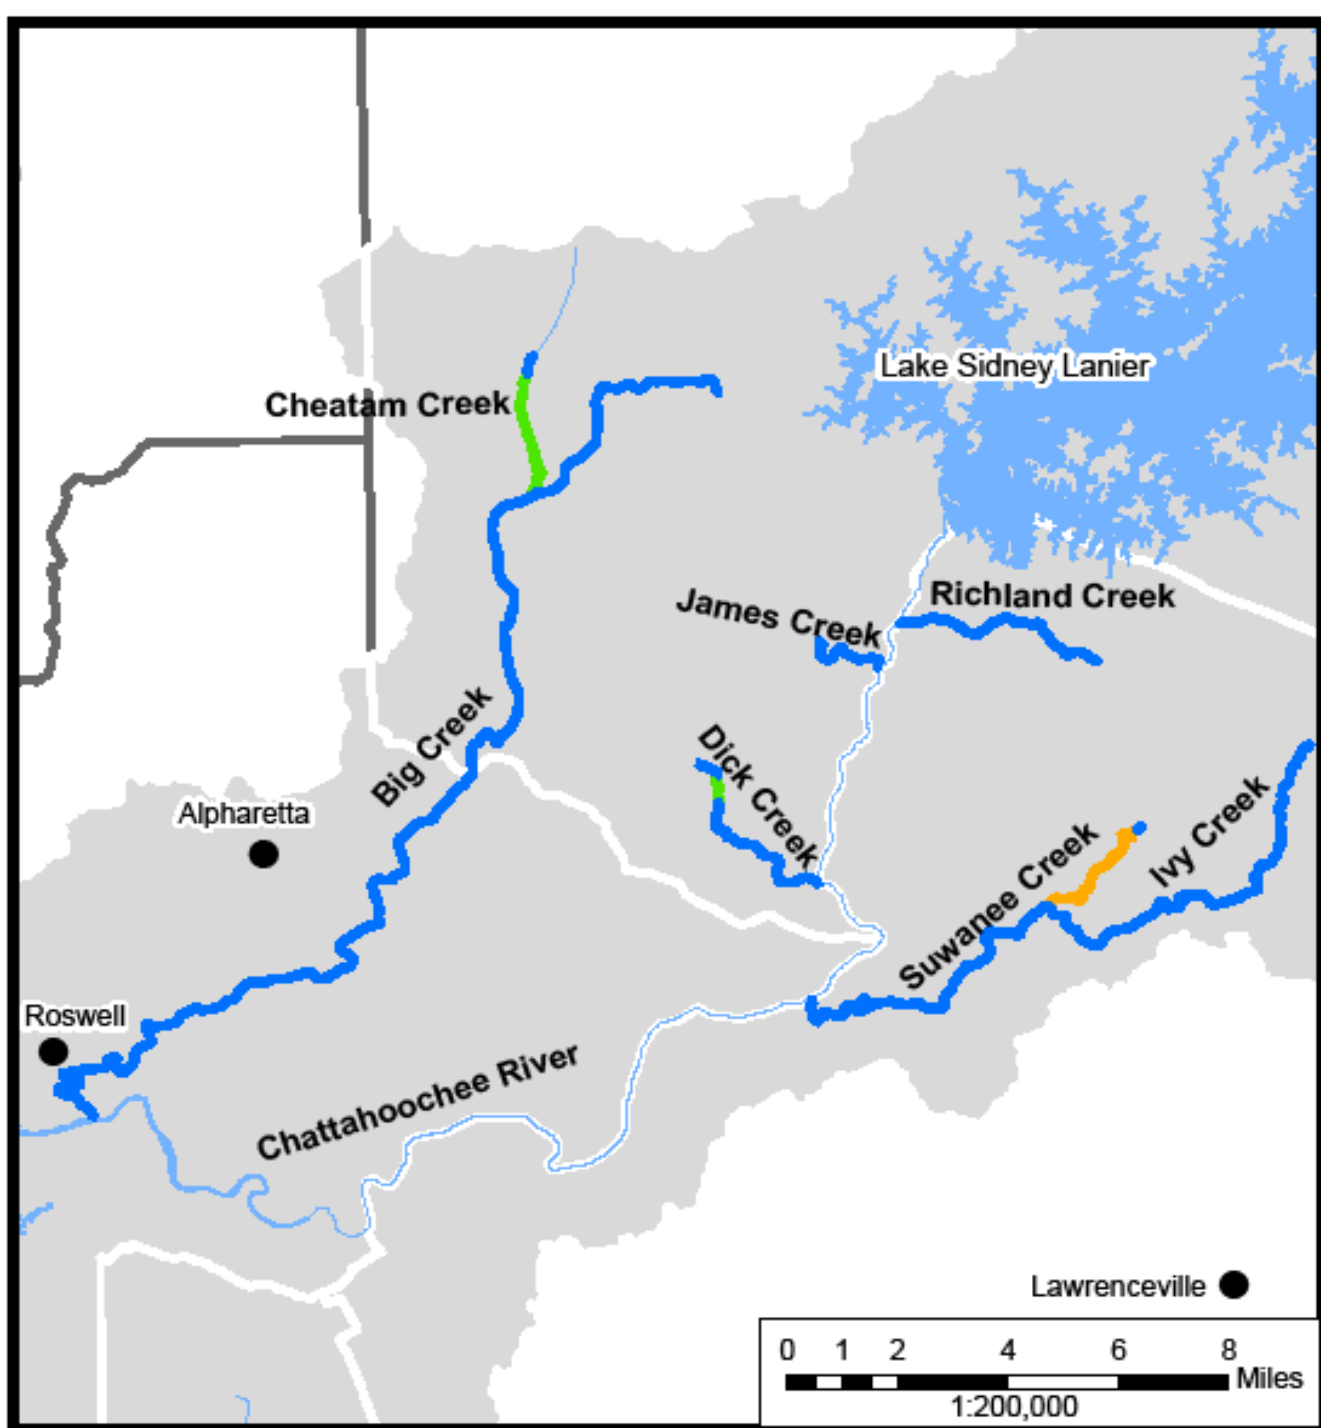 Lake Sidney Lanier
Cheatam Creek
Richland Creek
James Creek
Big Creek
Dick Creek
Alpharetta
Suwanee Creek
Ivy Creek
Roswell
Chattahoochee River
Lawrenceville
0 1 2 4 6 8
Miles
1:200,000